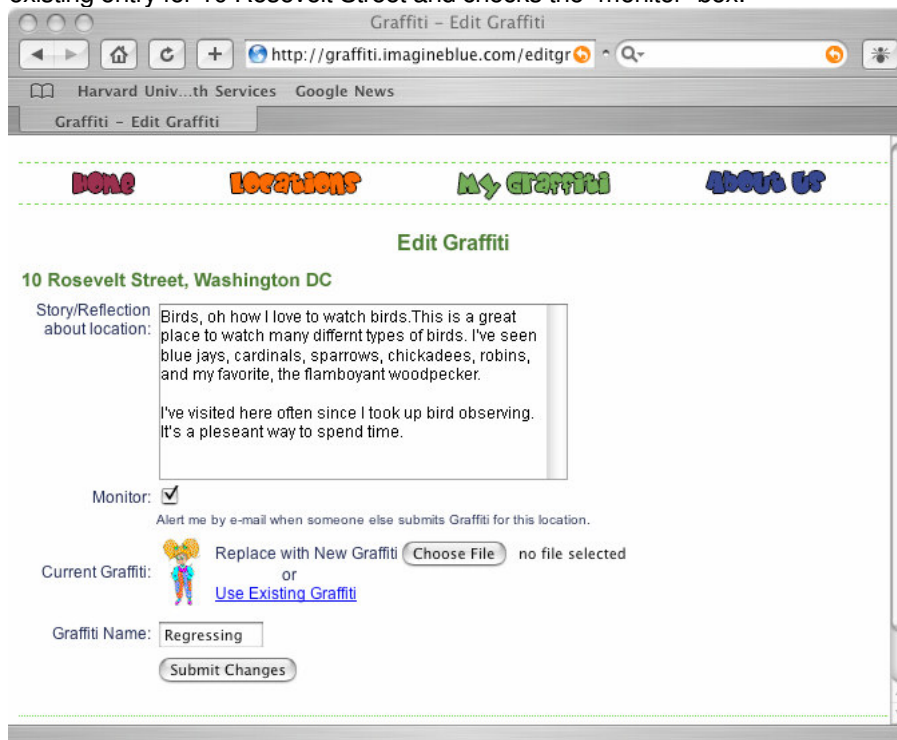 existing entry for 10 Rosevelt Street and checks the "monitor" box.
Graffiti – Edit Graffiti
http://graffiti.imagineblue.com/editgr
Harvard Univ...th Services Google News
Graffiti – Edit Graffiti
Home Locations My Graffiti About Us
Edit Graffiti
10 Rosevelt Street, Washington DC
Story/Reflection
about location:
Birds, oh how I love to watch birds.This is a great
place to watch many differnt types of birds. I've seen
blue jays, cardinals, sparrows, chickadees, robins,
and my favorite, the flamboyant woodpecker.
I've visited here often since I took up bird observing.
It's a pleseant way to spend time.
Monitor:
Alert me by e-mail when someone else submits Graffiti for this location.
Current Graffiti:
Replace with New Graffiti Choose File no file selected
or
Use Existing Graffiti
Graffiti Name: Regressing
Submit Changes